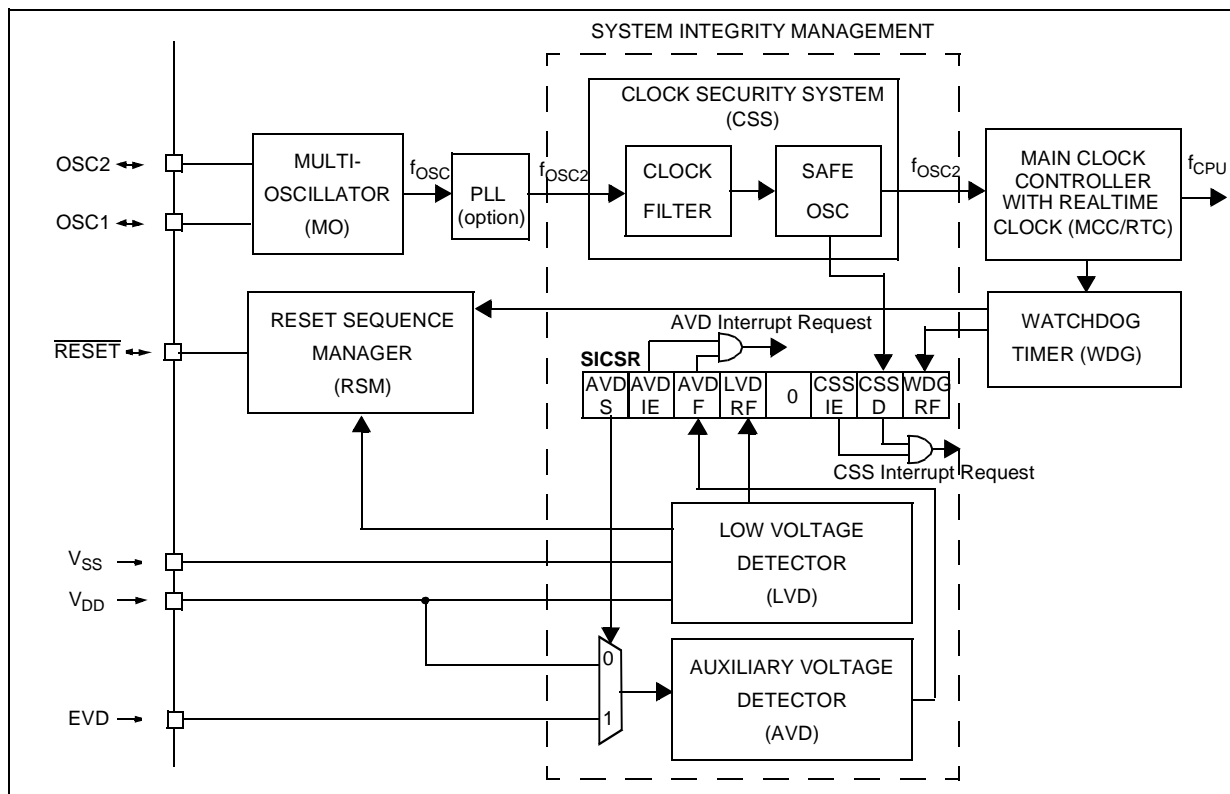 SYSTEM INTEGRITY MANAGEMENT
CLOCK SECURITY SYSTEM
(CSS)
OSC2
OSC1
MULTI-
OSCILLATOR
(MO)
fOSC
PLL
(option)
fOSC2
CLOCK
FILTER
SAFE
OSC
fOSC2
MAIN CLOCK
CONTROLLER
WITH REALTIME
CLOCK (MCC/RTC)
fCPU
RESET
RESET SEQUENCE
MANAGER
(RSM)
AVD Interrupt Request
WATCHDOG
TIMER (WDG)
SICSR
AVD S
AVD IE
AVD F
LVD RF
0
CSS IE
CSS D
WDG RF
CSS Interrupt Request
VSS
VDD
LOW VOLTAGE
DETECTOR
(LVD)
0
1
EVD
AUXILIARY VOLTAGE
DETECTOR
(AVD)